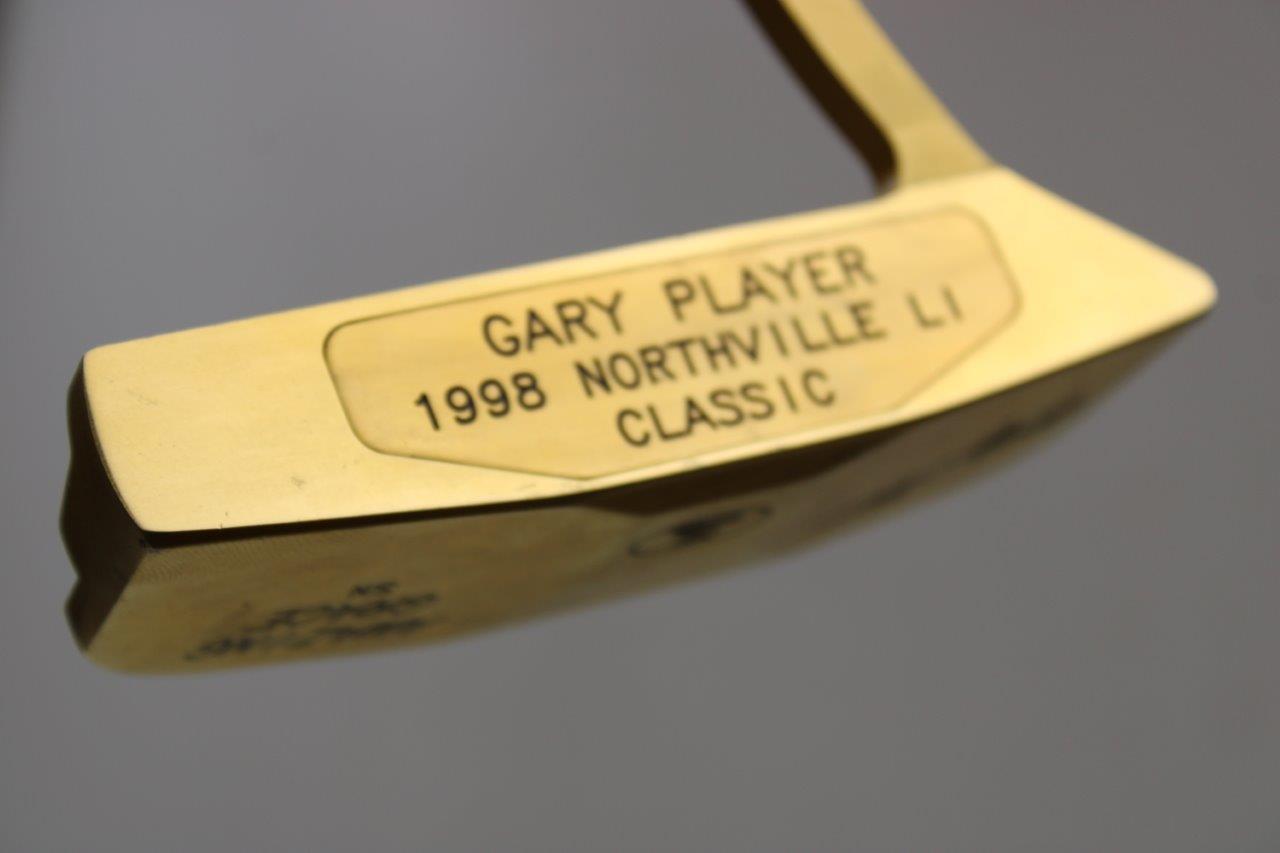 GARY PLAYER
1998 NORTHVILLE LI
CLASSIC